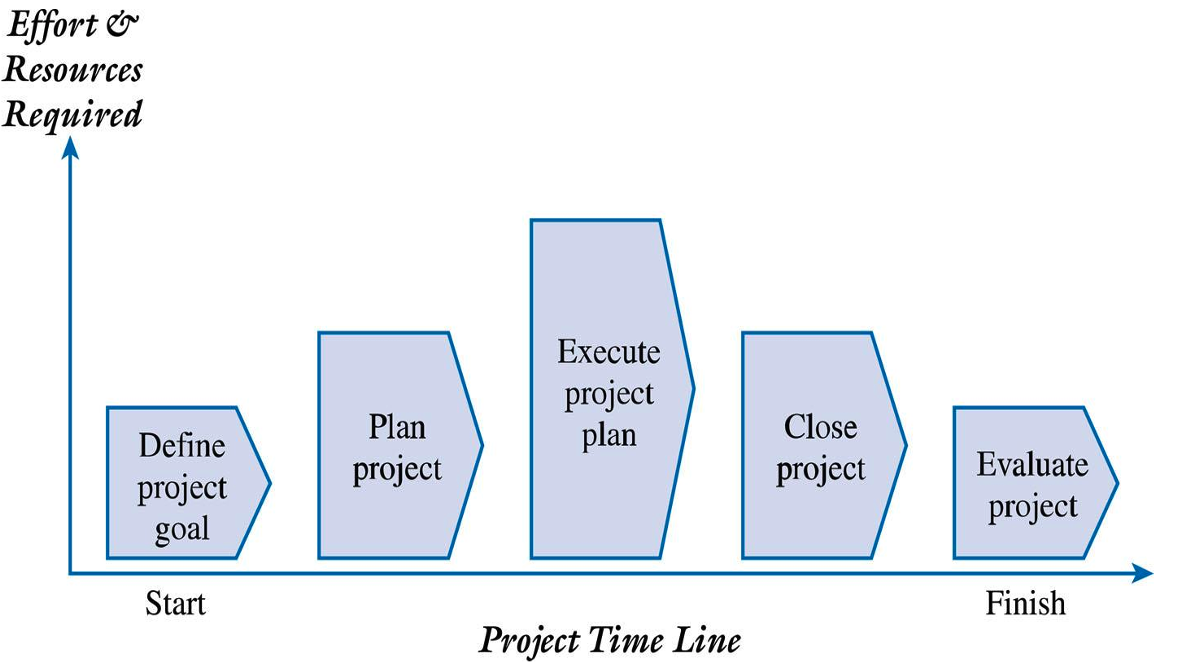 Effort &
Resources
Required
Define
project
goal
Plan
project
Execute
project
plan
Close
project
Evaluate
project
Start
Finish
Project Time Line